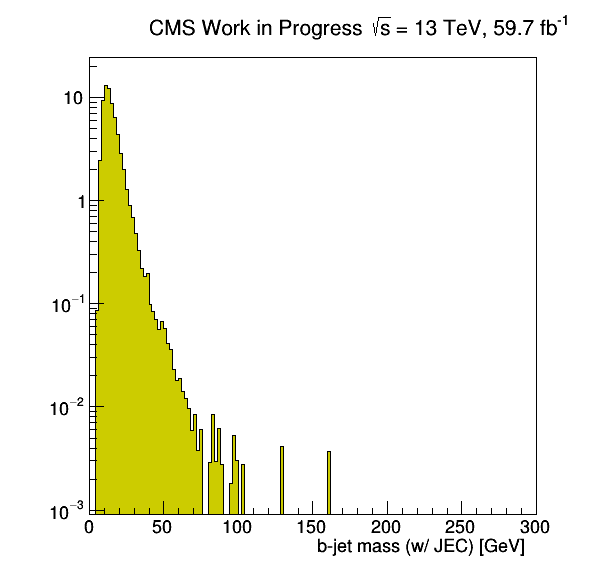 CMS Work in Progress √s = 13 TeV, 59.7 fb⁻¹
10
1
10⁻¹
10⁻²
10⁻³
0 50 100 150 200 250 300
b-jet mass (w/ JEC) [GeV]